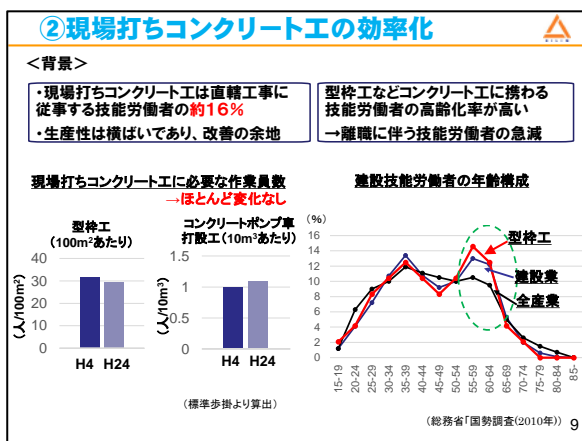 ②現場打ちコンクリート工の効率化
＜背景＞
・現場打ちコンクリート工は直轄工事に
従事する技能労働者の約16％
・生産性は横ばいであり、改善の余地
型枠工などコンクリートに携わる
技能労働者の高齢化率が高い
→離職に伴う技能労働者の急減
現場打ちコンクリート工に必要な作業員数
→ほとんど変化なし
型枠工
（100m²あたり）
(人/100m²)
40
30
20
10
0
H4 H24
コンクリートポンプ車
打設工（10m³あたり）
(人/10m³)
1.5
1
0.5
0
H4 H24
（標準歩掛より算出）
建設技能労働者の年齢構成
（％）
16
14
12
10
8
6
4
2
0
型枠工
建設業
全産業
15-19
20-24
25-29
30-34
35-39
40-44
45-49
50-54
55-59
60-64
65-69
70-74
75-79
80-84
85-
（総務省「国勢調査(2010年)）
9